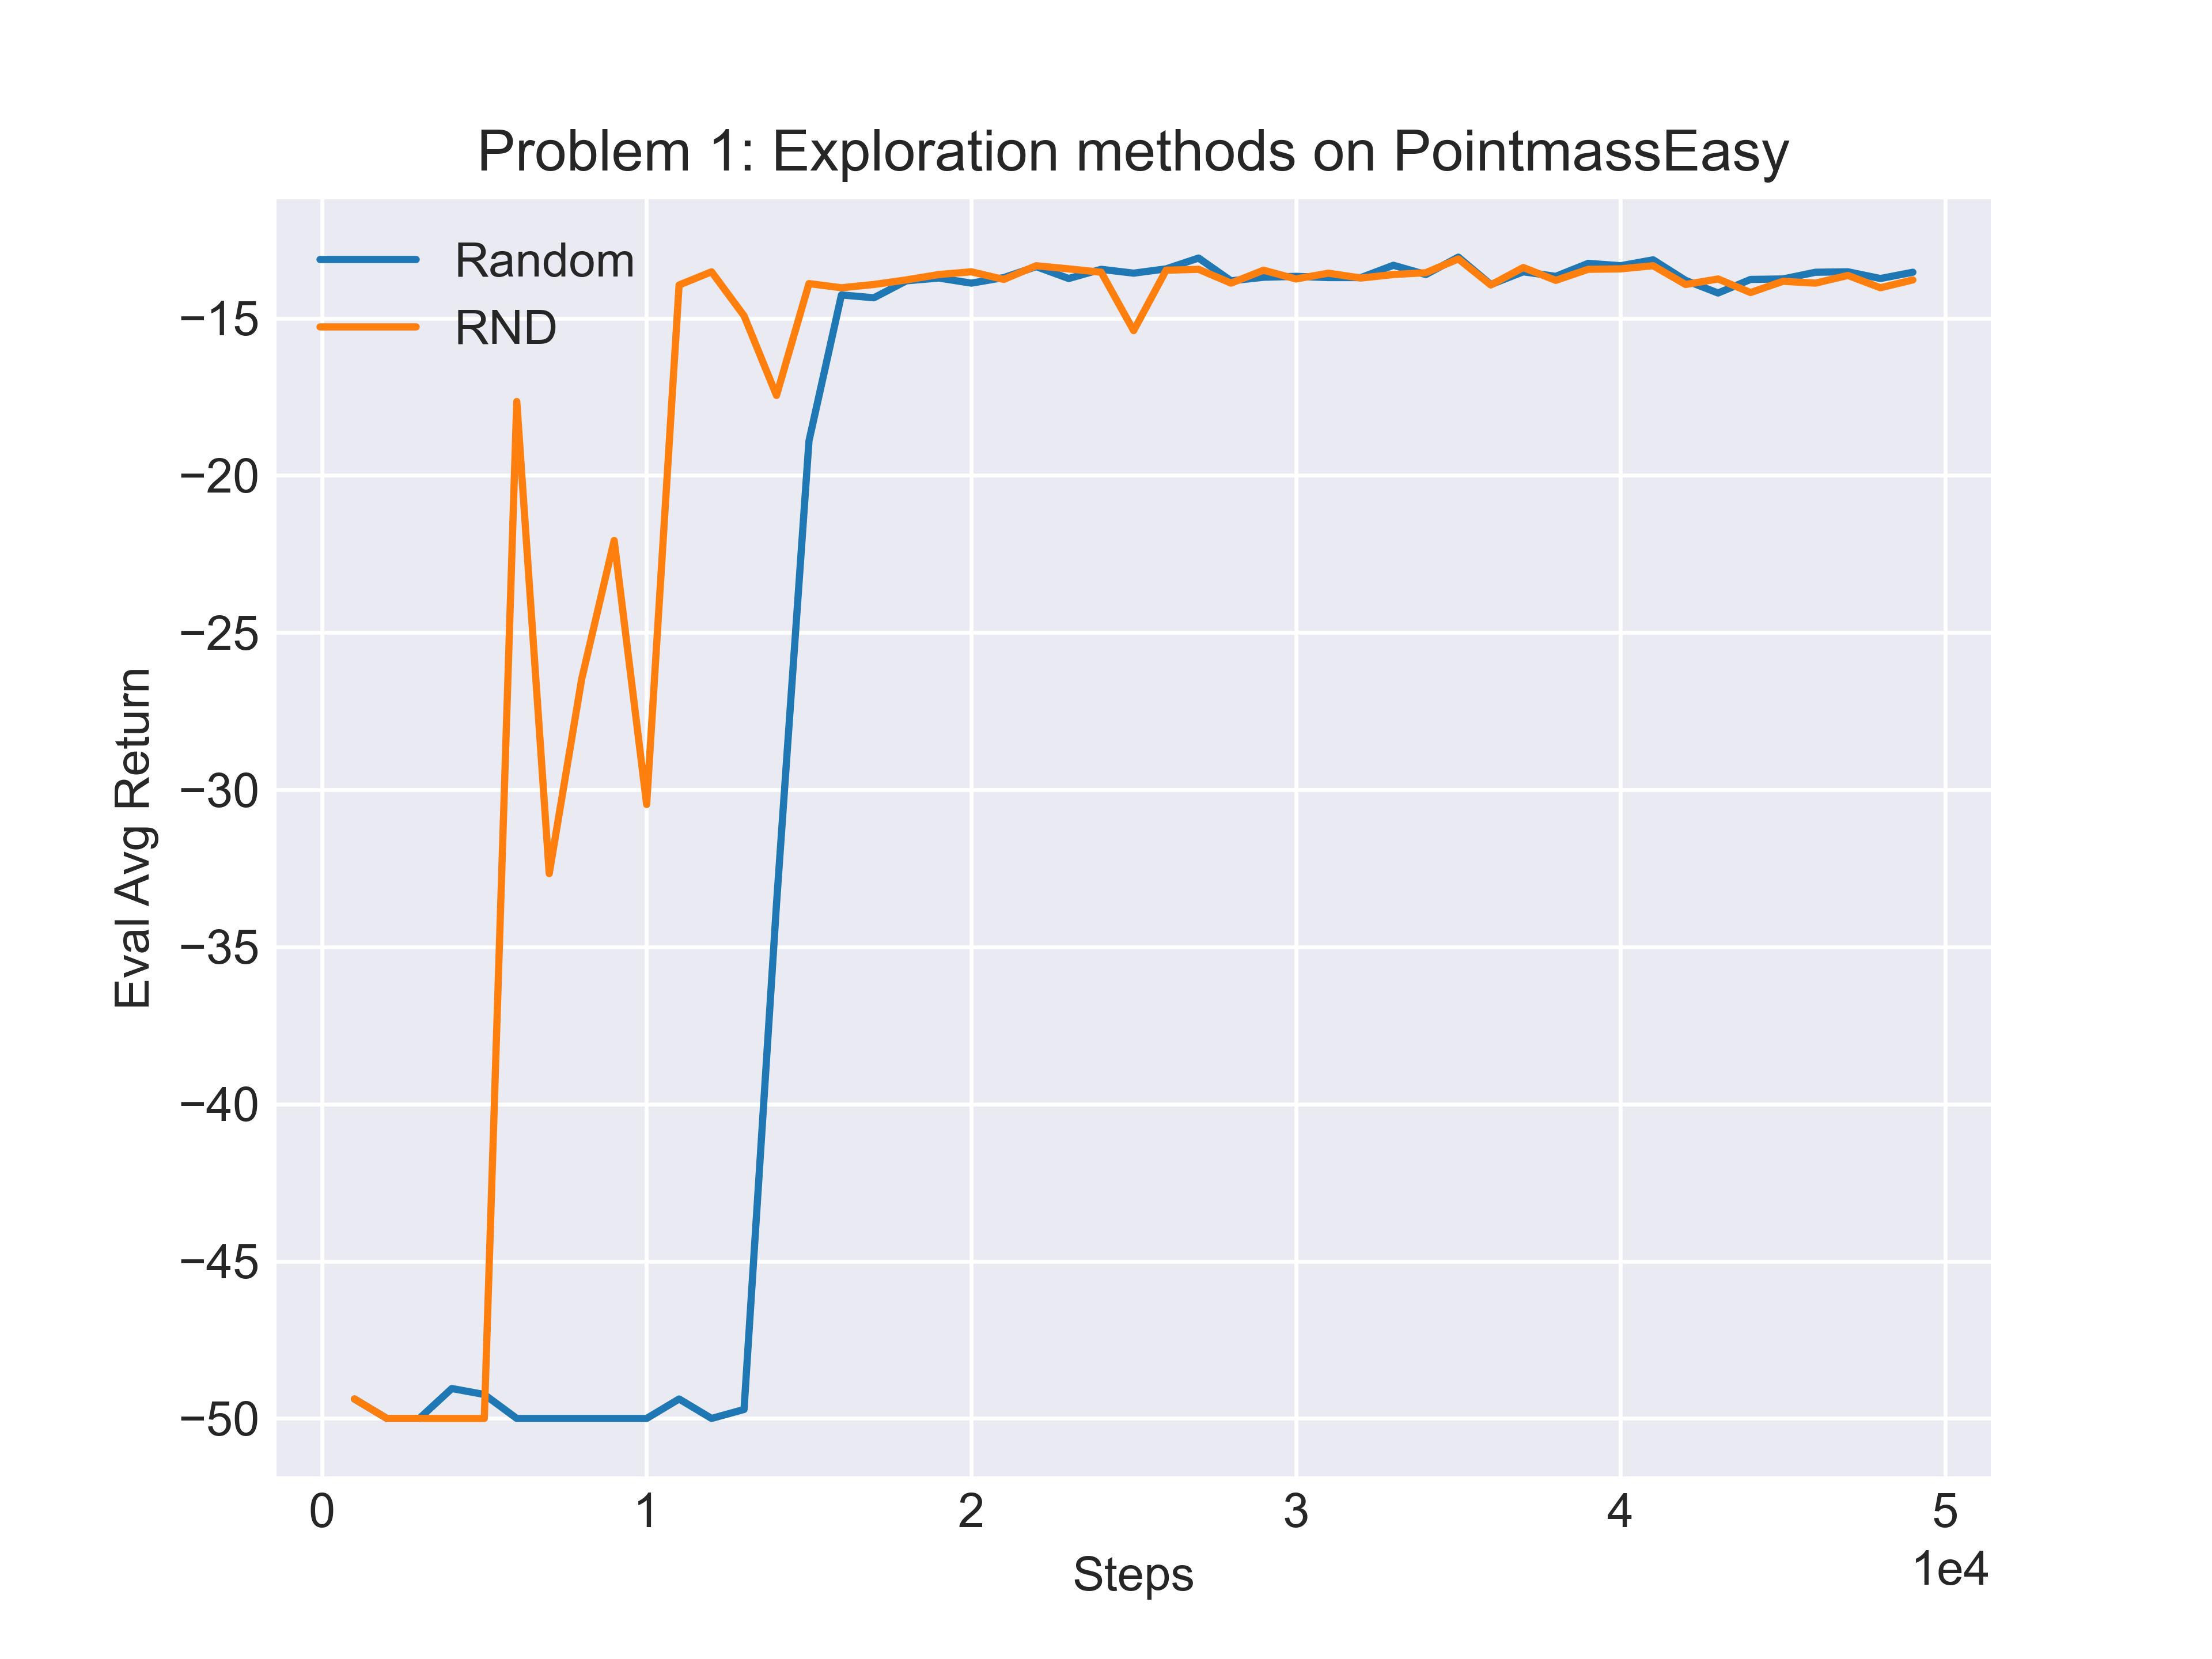 Problem 1: Exploration methods on PointmassEasy
Random
RND
−15
−20
−25
−30
−35
−40
−45
−50
Eval Avg Return
0 1 2 3 4 5
1e4
Steps